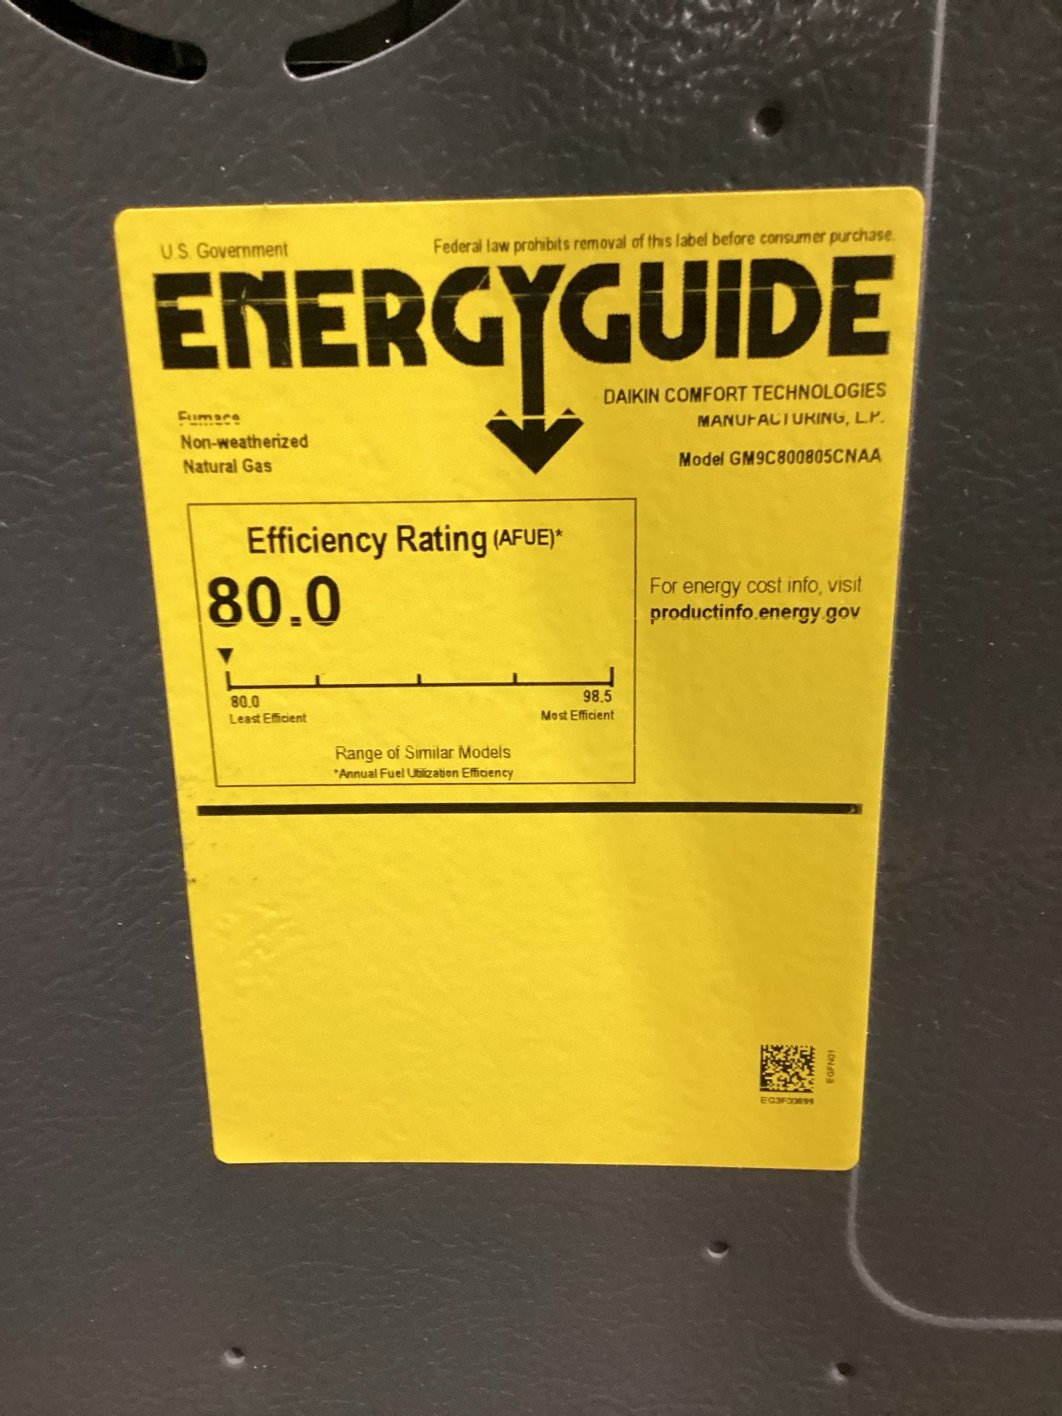 U.S. Government
Federal law prohibits removal of this label before consumer purchase.
ENERGYGUIDE
Furnace
Non-weatherized
Natural Gas
DAIKIN COMFORT TECHNOLOGIES
MANUFACTURING, L.P.
Model GM9C800805CNAA
Efficiency Rating (AFUE)*
80.0
80.0
Least Efficient
98.5
Most Efficient
Range of Similar Models
*Annual Fuel Utilization Efficiency
For energy cost info, visit
productinfo.energy.gov
EGFN01